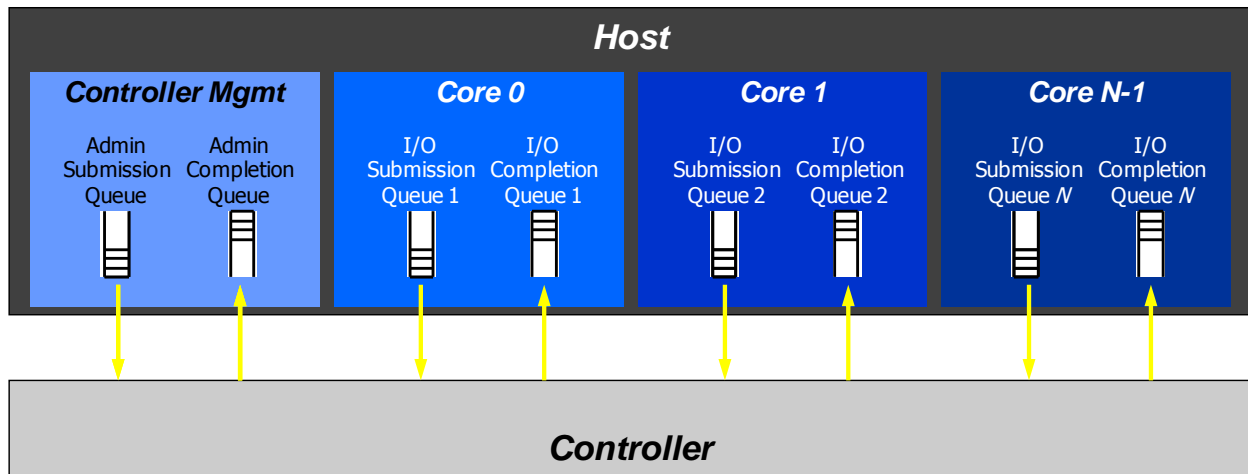 Host
Controller Mgmt
Admin
Submission
Queue
Admin
Completion
Queue
Core 0
I/O
Submission
Queue 1
I/O
Completion
Queue 1
Core 1
I/O
Submission
Queue 2
I/O
Completion
Queue 2
Core N-1
I/O
Submission
Queue N
I/O
Completion
Queue N
Controller